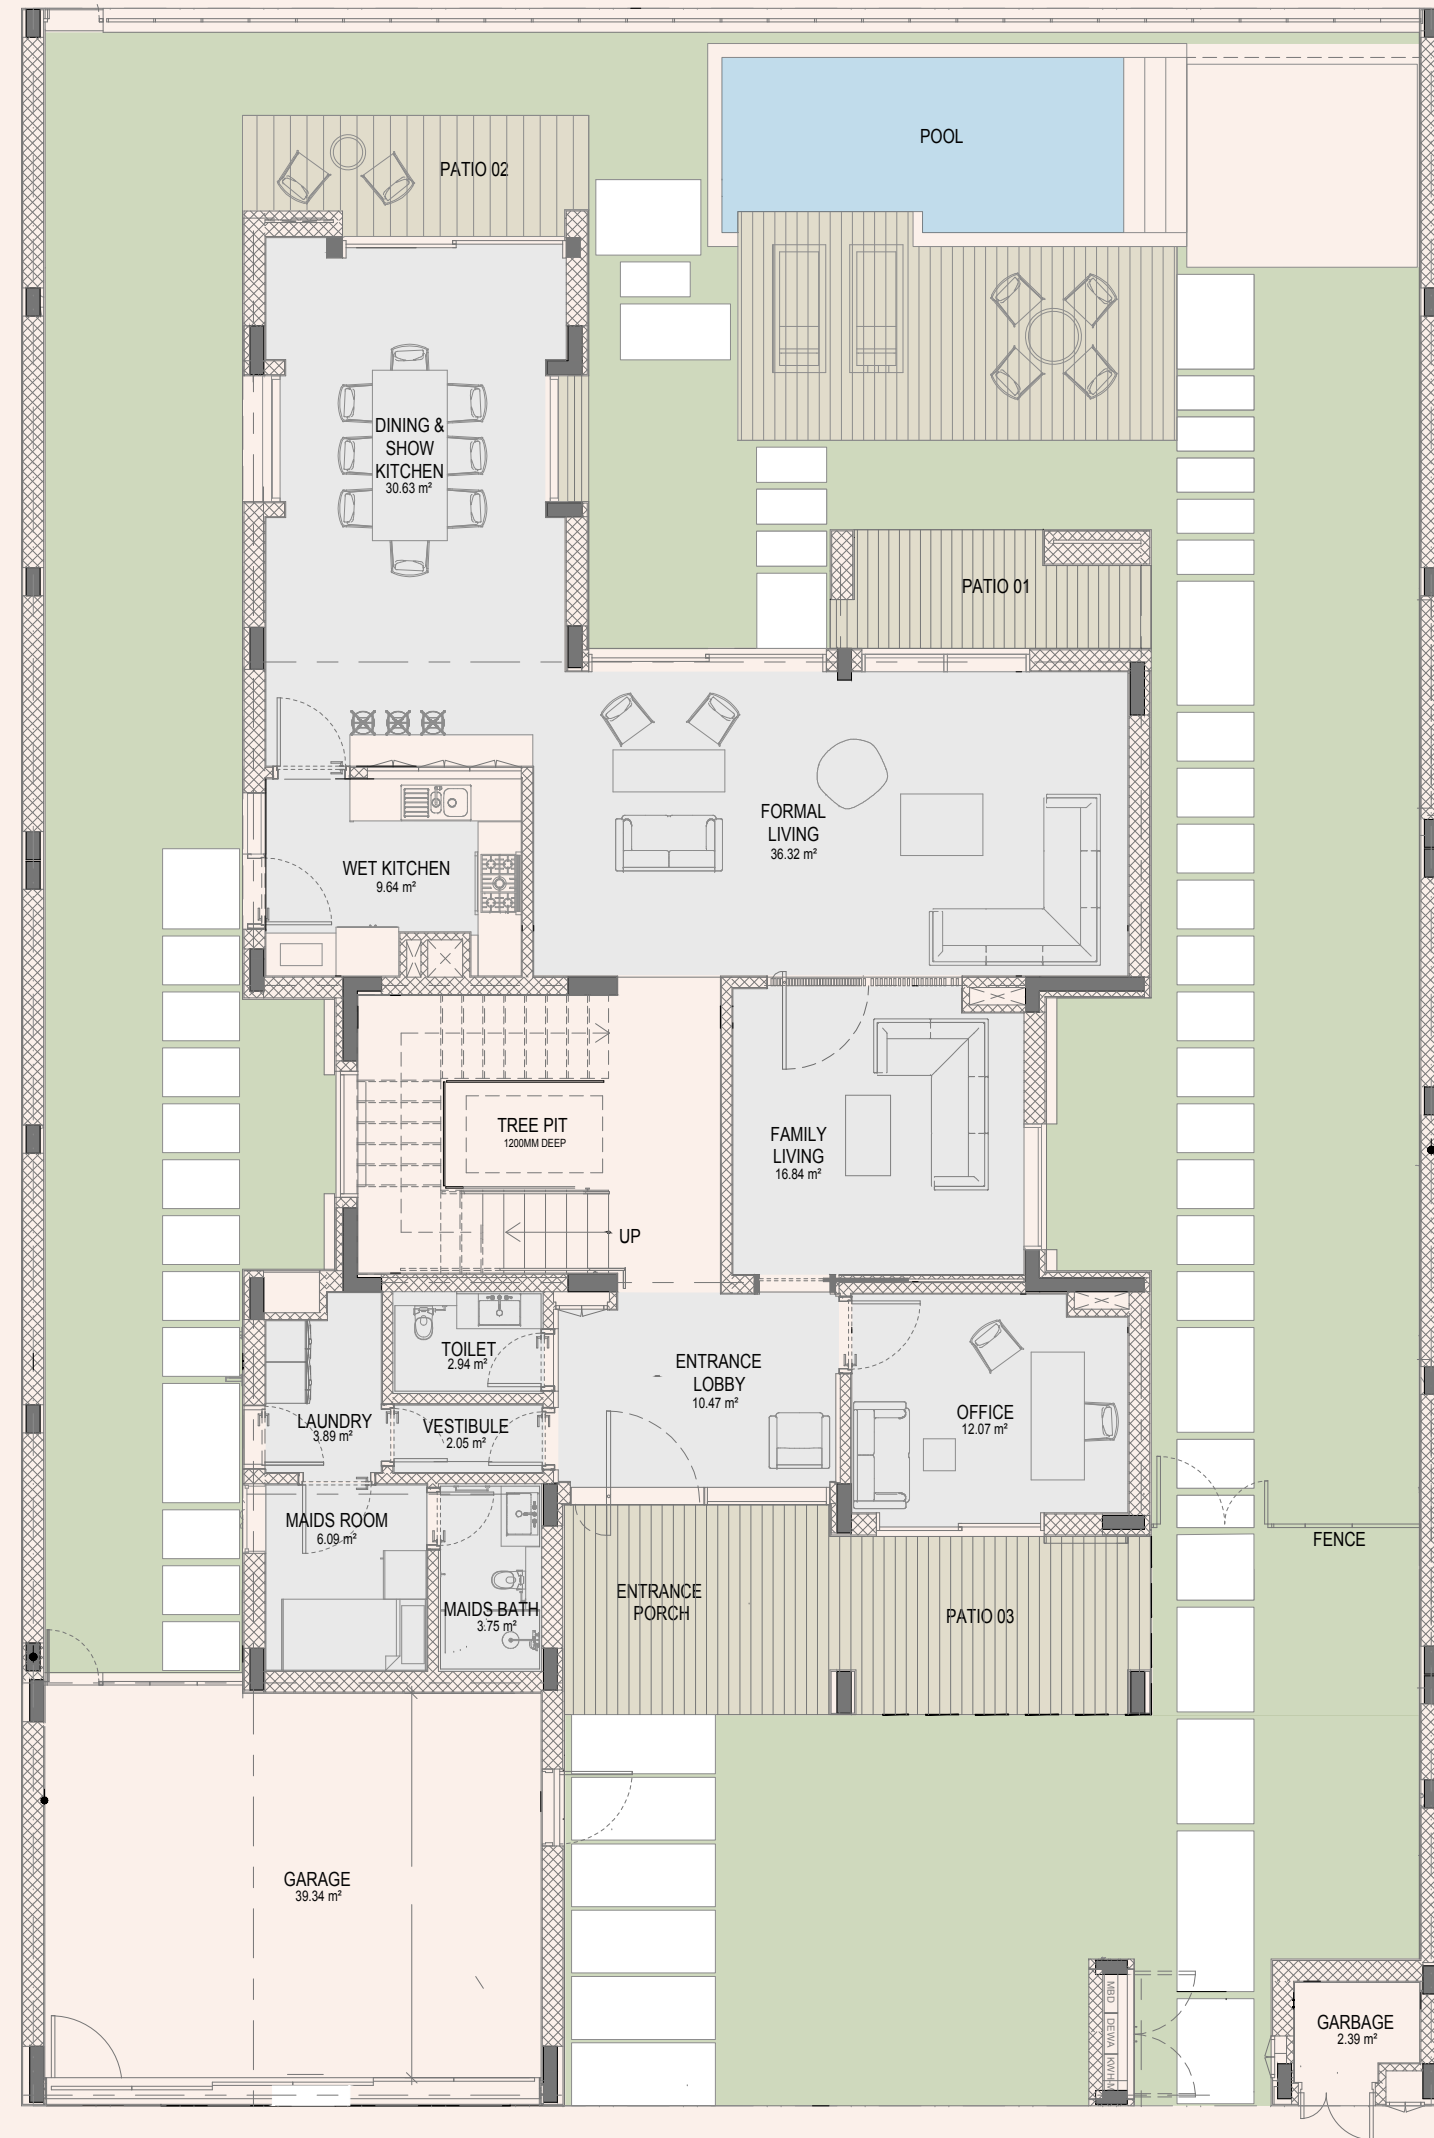 POOL
PATIO 02
DINING &
SHOW
KITCHEN
30.63 m²
PATIO 01
FORMAL
LIVING
36.32 m²
WET KITCHEN
9.64 m²
TREE PIT
1200MM DEEP
FAMILY
LIVING
16.84 m²
UP
TOILET
2.94 m²
ENTRANCE
LOBBY
10.47 m²
LAUNDRY
3.89 m²
VESTIBULE
2.05 m²
OFFICE
12.07 m²
MAIDS ROOM
6.09 m²
FENCE
ENTRANCE
PORCH
MAIDS BATH
3.75 m²
PATIO 03
GARAGE
39.34 m²
MBD
DEWA
KWHM
GARBAGE
2.39 m²